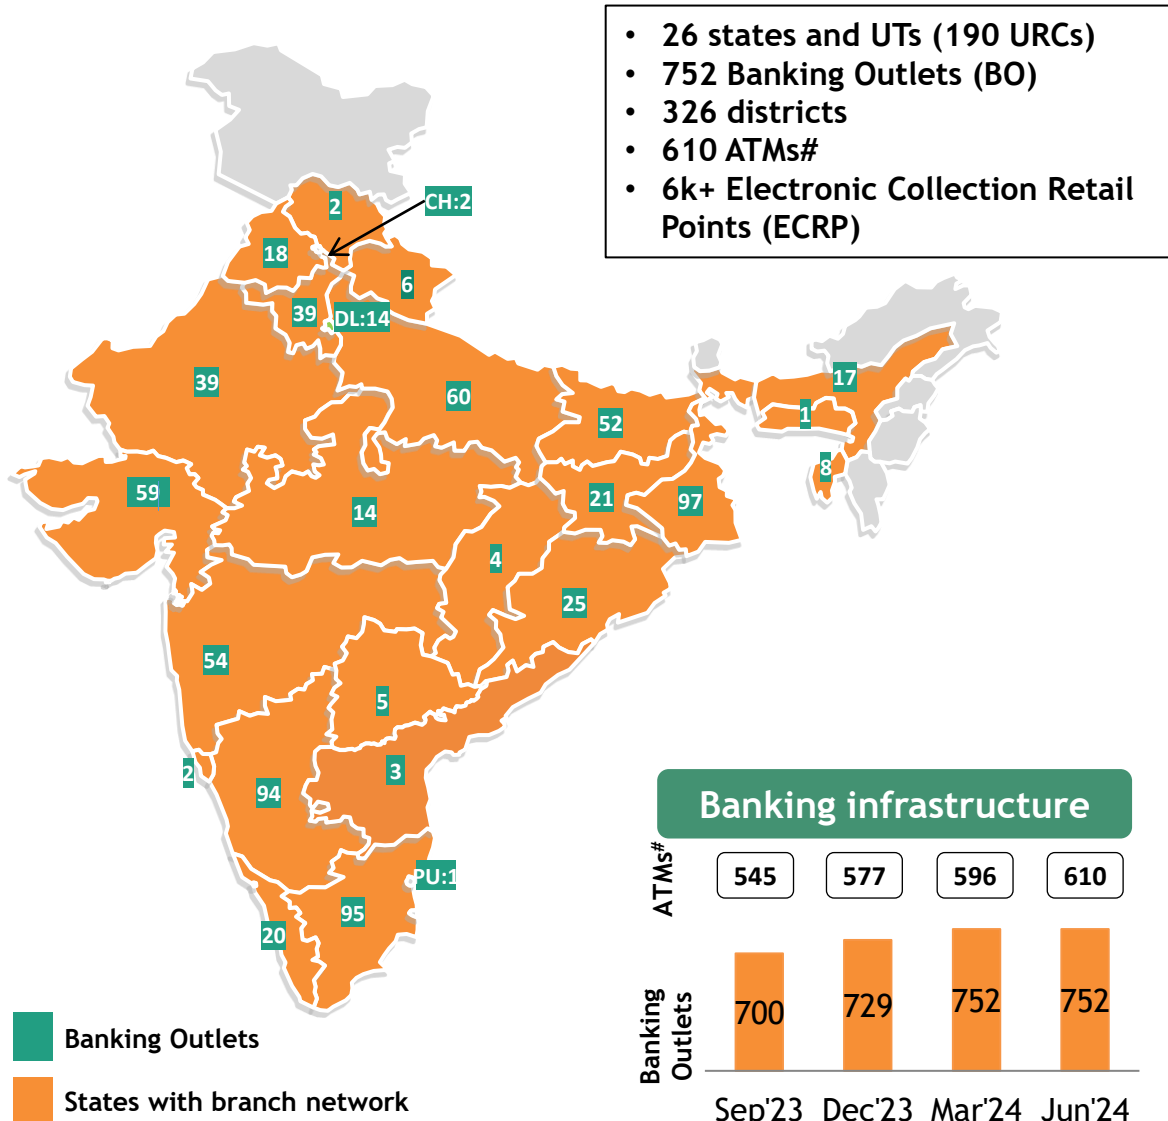 • 26 states and UTs (190 URCs)
• 752 Banking Outlets (BO)
• 326 districts
• 610 ATMs#
• 6k+ Electronic Collection Retail
Points (ECRP)
2
CH:2
18
6
39
DL:14
39
60
52
17
1
8
59
14
21
97
4
25
54
5
2
94
3
PU:1
95
20
Banking Outlets
States with branch network
Banking infrastructure
ATMs#
545
577
596
610
Banking
Outlets
700
729
752
752
Sep'23
Dec'23
Mar'24
Jun'24